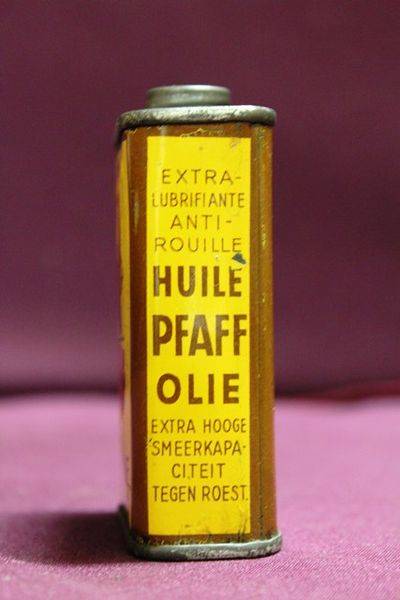 EXTRA-
LUBRIFIANTE
ANTI-
ROUILLE
HUILE
PFAFF
OLIE
EXTRA HOOGE
SMEERKAPA-
CITEIT
TEGEN ROEST.